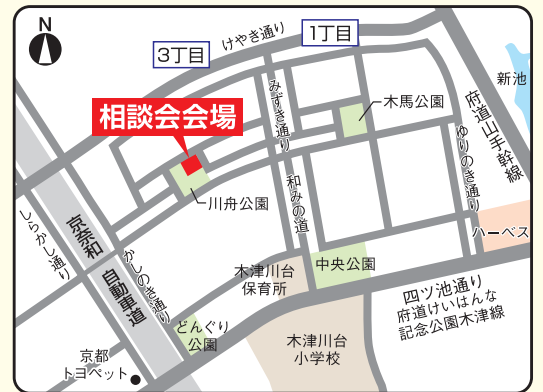 N
けやき通り
1丁目
3丁目
新池
相談会会場
みずき通り
木馬公園
府道山手幹線
ゆりのき通り
川舟公園
和みの道
しらかし通り
京奈和
自動車道
かしのき通り
ハーベス
木津川台
保育所
中央公園
四ツ池通り
府道けいはんな
記念公園木津線
どんぐり
公園
木津川台
小学校
京都
トヨペット